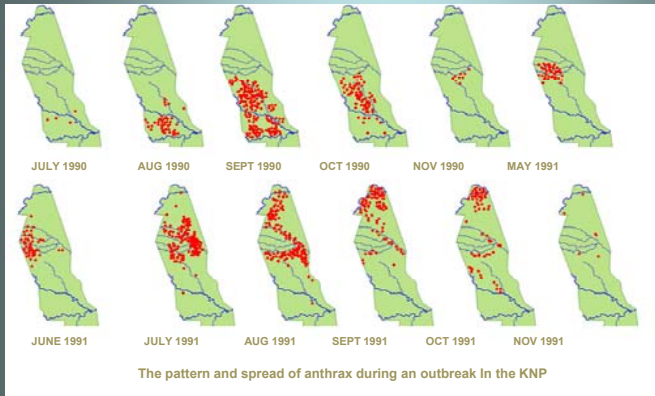 JULY 1990 AUG 1990 SEPT 1990 OCT 1990 NOV 1990 MAY 1991
JUNE 1991 JULY 1991 AUG 1991 SEPT 1991 OCT 1991 NOV 1991
The pattern and spread of anthrax during an outbreak In the KNP